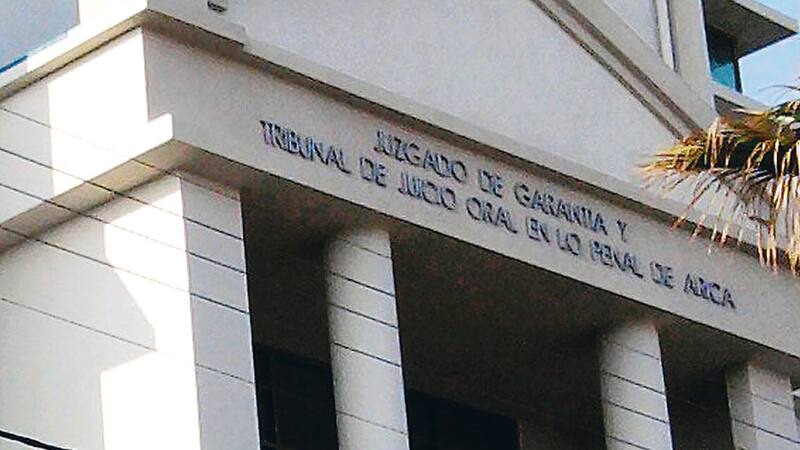 JUZGADO DE GARANTIA Y
TRIBUNAL DE JUICIO ORAL EN LO PENAL DE ARICA